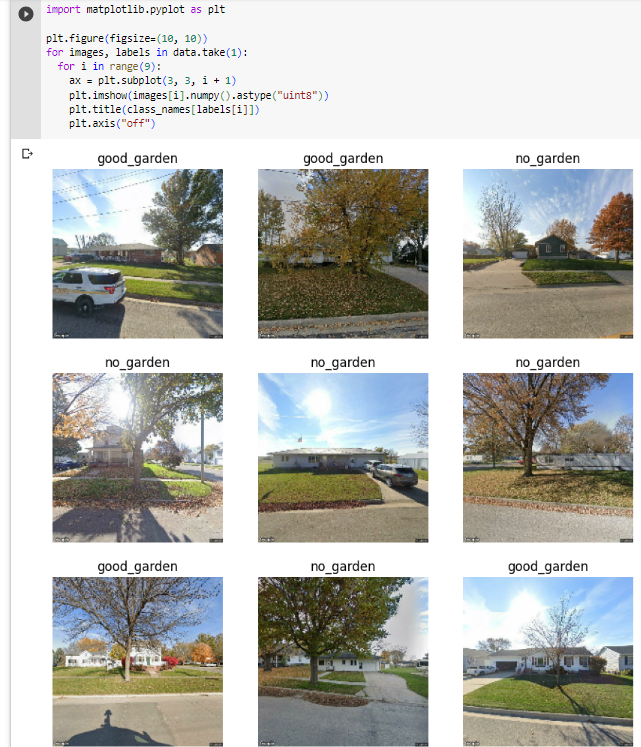 import matplotlib.pyplot as plt
plt.figure(figsize=(10, 10))
for images, labels in data.take(1):
  for i in range(9):
    ax = plt.subplot(3, 3, i + 1)
    plt.imshow(images[i].numpy().astype("uint8"))
    plt.title(class_names[labels[i]])
    plt.axis("off")
good_garden
good_garden
no_garden
no_garden
no_garden
no_garden
good_garden
no_garden
good_garden